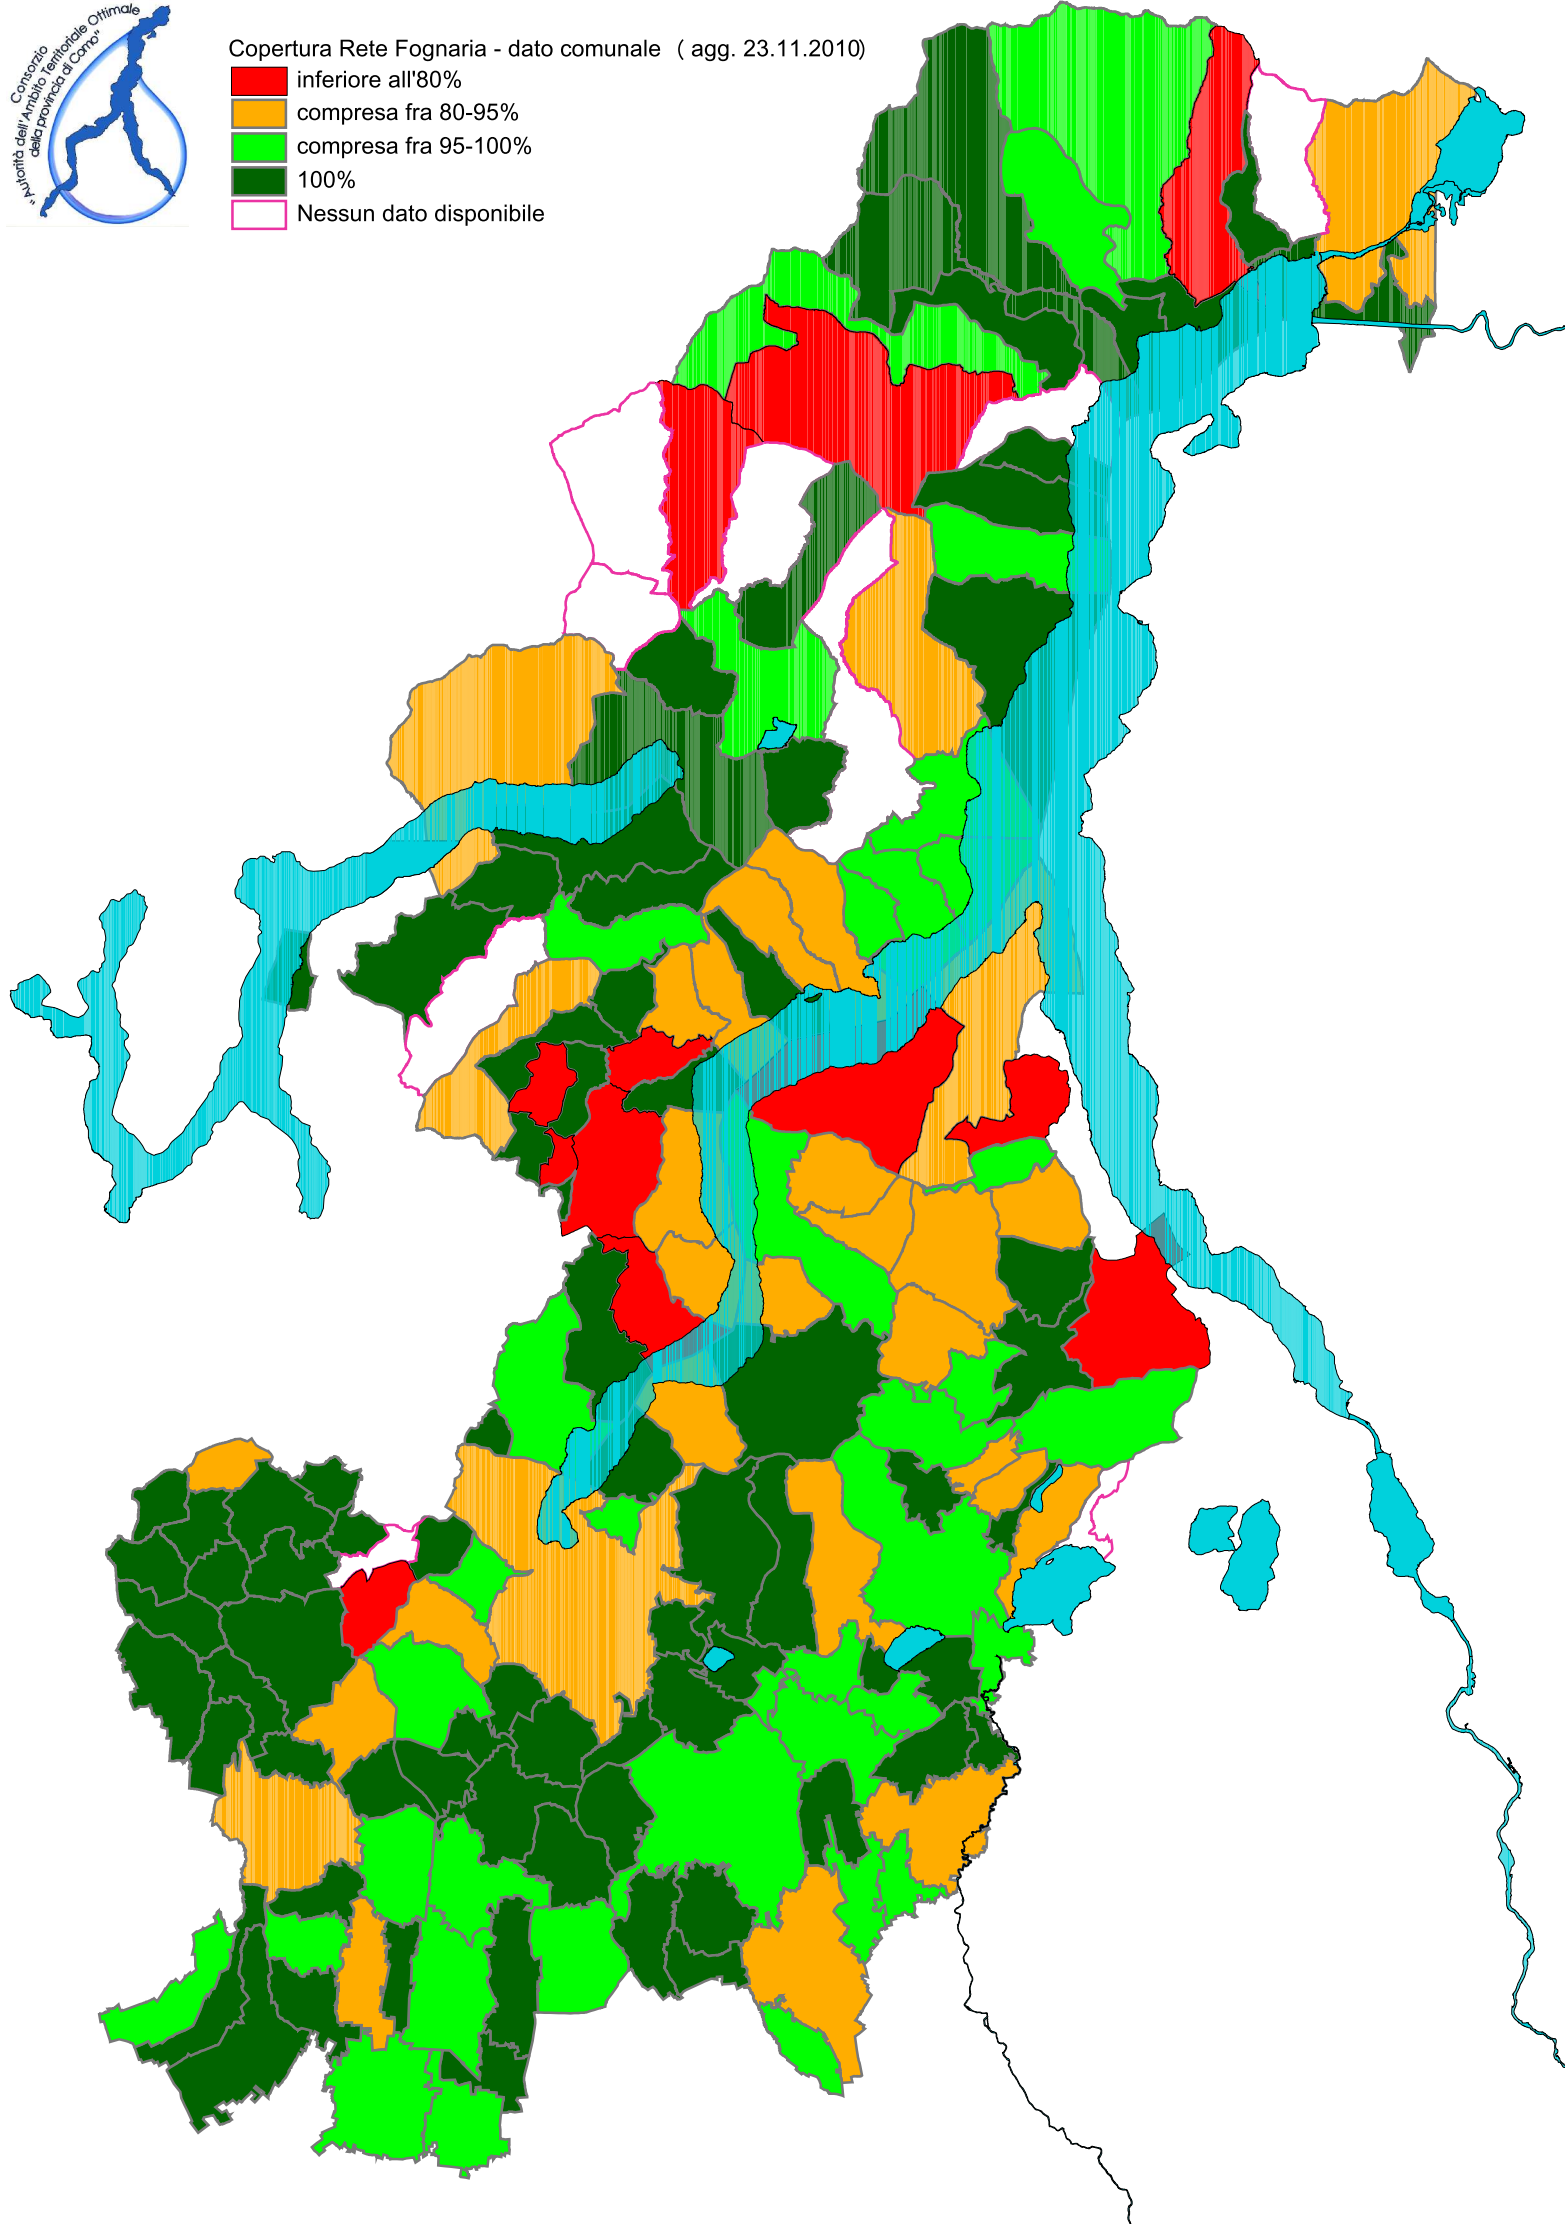 Consorzio
"Autorità dell'Ambito Territoriale Ottimale
della provincia di Como"
Copertura Rete Fognaria - dato comunale ( agg. 23.11.2010)
inferiore all'80%
compresa fra 80-95%
compresa fra 95-100%
100%
Nessun dato disponibile